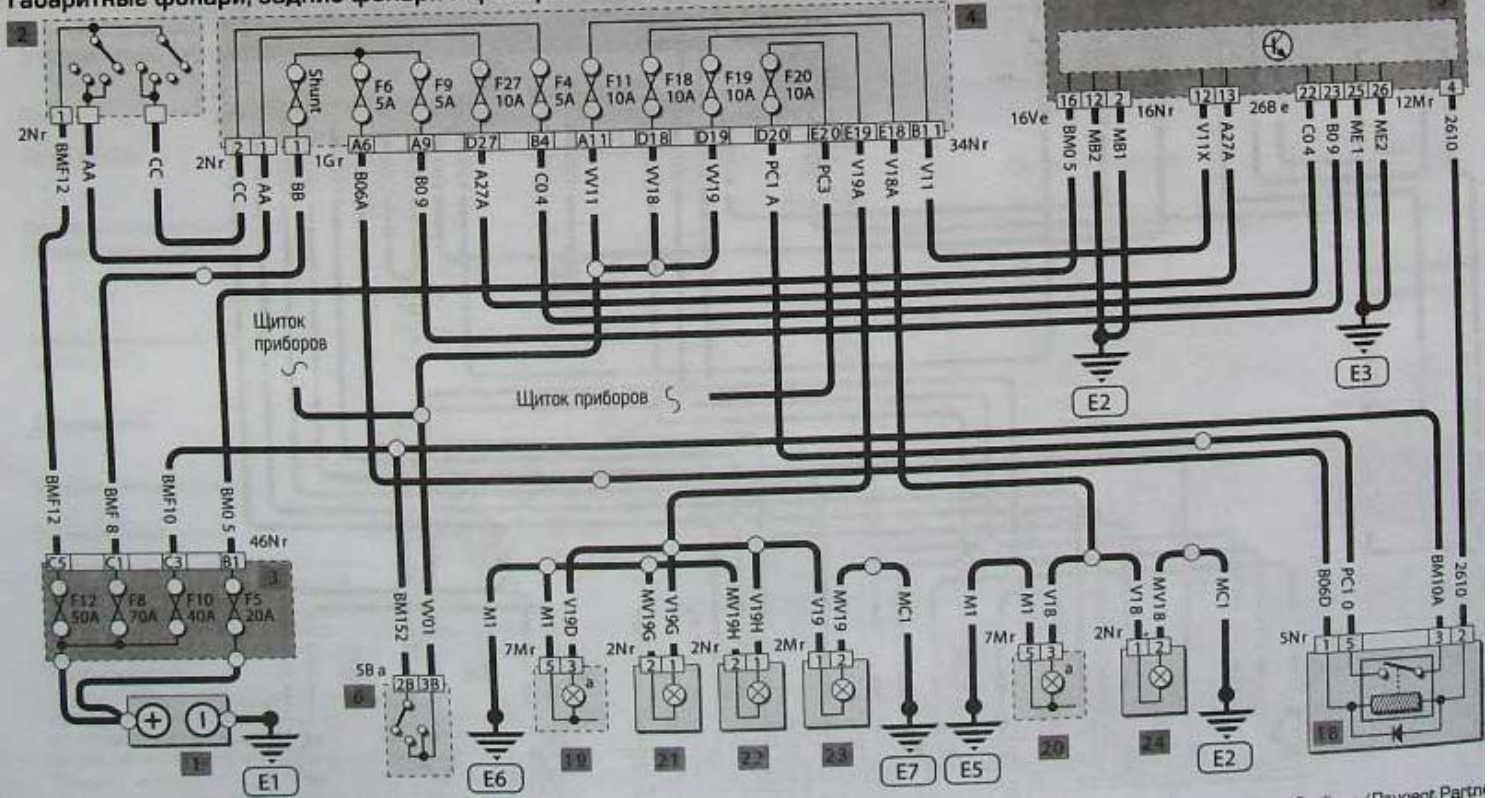 Габаритные фонари, задние фонари
2
4
16 12 2 12 13 22 23 25 26 4
16Ve 16Nr 26B e 12Mr
Shunt
F6 5A
F9 5A
F27 10A
F4 5A
F11 10A
F18 10A
F19 10A
F20 10A
1
2Nr
2 1 1
2Nr 1Gr
A6 A9 D27 B4 A11 D18 D19 D20 E20 E19 E18 B11
34Nr
BMF12 AA CC CC AA BB B06A B09 A27A C04 VV11 VV18 VV19 PC1 A PC3 V19A V18A V11 BM0 5 MB2 MB1 V11X A27A C04 B09 ME1 ME2 2610
Щиток
приборов
Щиток приборов
E2
E3
BMF12 BMF 8 BMF10 BM0 5
46Nr
C5 C1 C3 B1
3
F12 50A
F8 70A
F10 40A
F5 20A
BM152 VV01
M1 M1 V19D MV19G V19G MV19H V19H V19 MV19 MC1 M1 M1 V18 V18 MV18 MC1 B06D PC1 0 BM10A 2610
7Mr 5 3
2Nr 2 1
2Nr 2 1
2Mr 1 2
7Mr 5 3
2Nr 1 2
5Nr 1 5 3 2
5B a
2B 3B
6
a
a
+ −
1
E1
E6
19
21
22
23
E7
E5
20
24
E2
18
Peugeot Partn